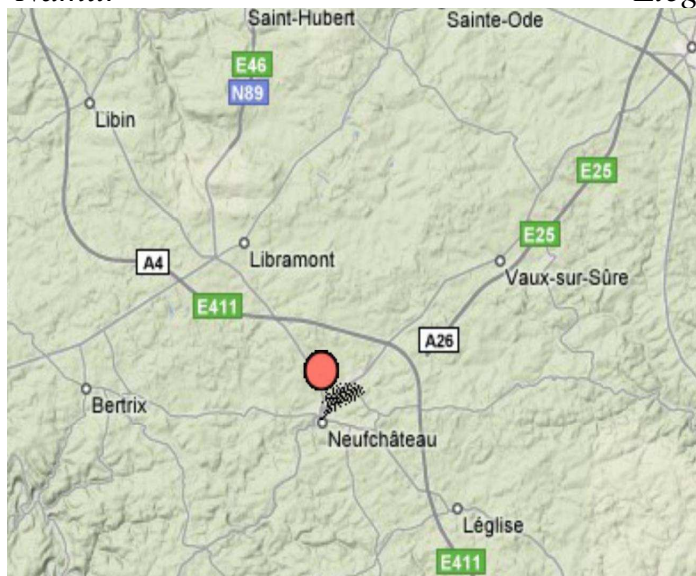 Saint-Hubert
Sainte-Ode
E46
N89
Libin
E25
E25
Libramont
A4
Vaux-sur-Sûre
E411
A26
Bertrix
Neufchâteau
Léglise
E411